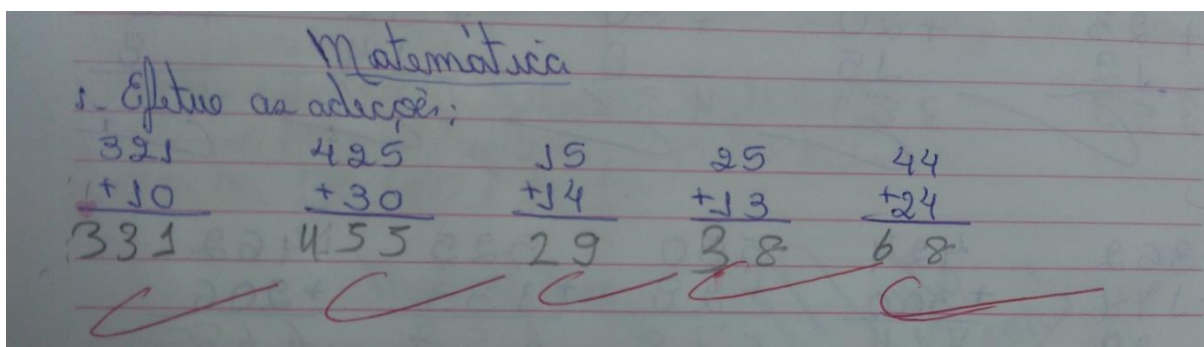 Matemática
1- Efetue as adições:
321 425 15 25 44
+10 +30 +14 +13 +24
331 455 29 38 68